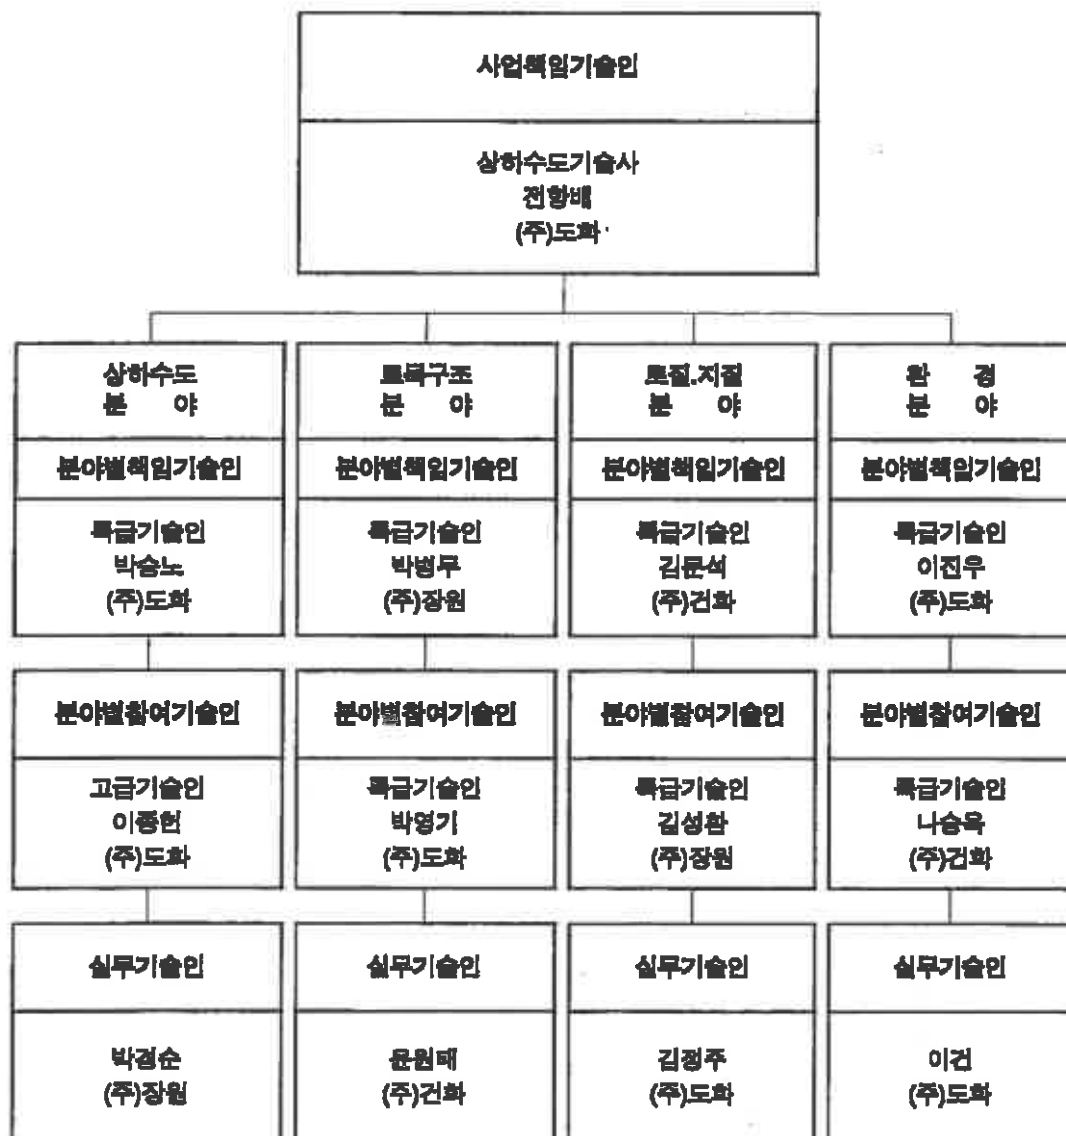 사업책임기술인
상하수도기술사
전항배
(주)도화
상하수도
분 야
토목구조
분 야
토질.지질
분 야
환 경
분 야
분야별책임기술인
분야별책임기술인
분야별책임기술인
분야별책임기술인
특급기술인
박승노
(주)도화
특급기술인
박병무
(주)장원
특급기술인
김문석
(주)건화
특급기술인
이진우
(주)도화
분야별참여기술인
분야별참여기술인
분야별참여기술인
분야별참여기술인
고급기술인
이종헌
(주)도화
특급기술인
박영기
(주)도화
특급기술인
김성환
(주)장원
특급기술인
나승욱
(주)건화
실무기술인
실무기술인
실무기술인
실무기술인
박경순
(주)장원
윤원태
(주)건화
김정주
(주)도화
이건
(주)도화